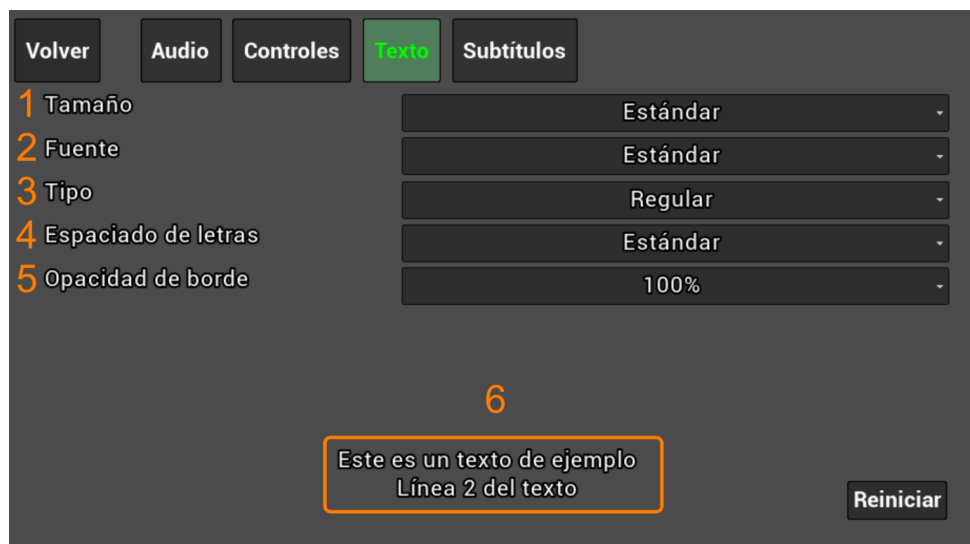 Volver Audio Controles Texto Subtítulos
1 Tamaño Estándar
2 Fuente Estándar
3 Tipo Regular
4 Espaciado de letras Estándar
5 Opacidad de borde 100%
6
Este es un texto de ejemplo
Línea 2 del texto
Reiniciar